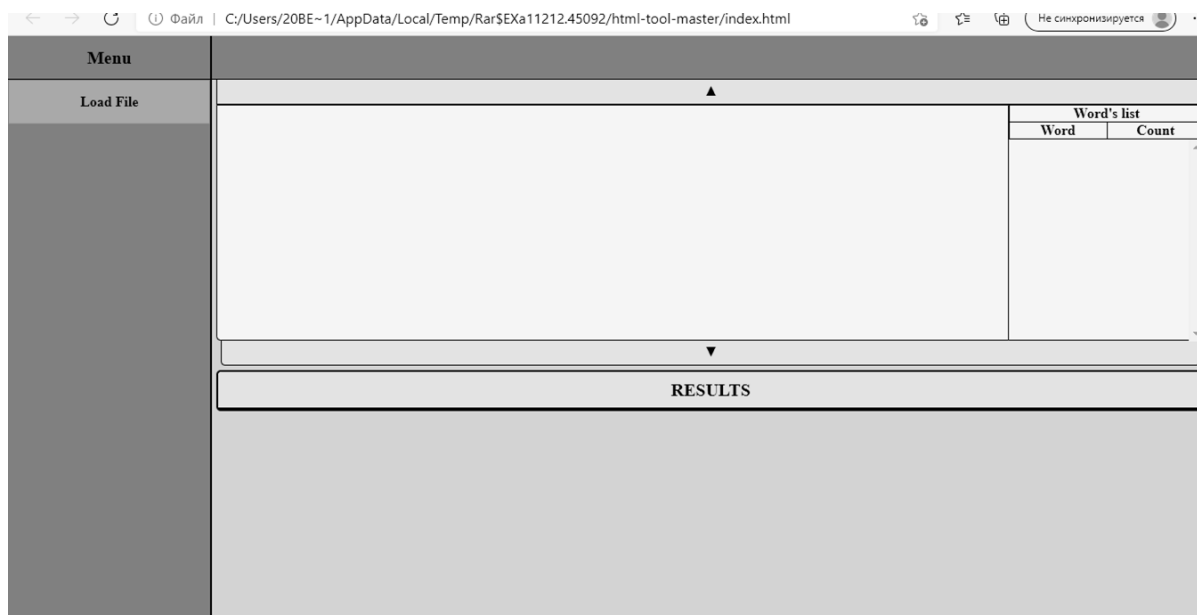 Файл | C:/Users/20BE~1/AppData/Local/Temp/Rar$EXa11212.45092/html-tool-master/index.html
Не синхронизируется
Menu
Load File
▲
Word's list
Word Count
▼
RESULTS